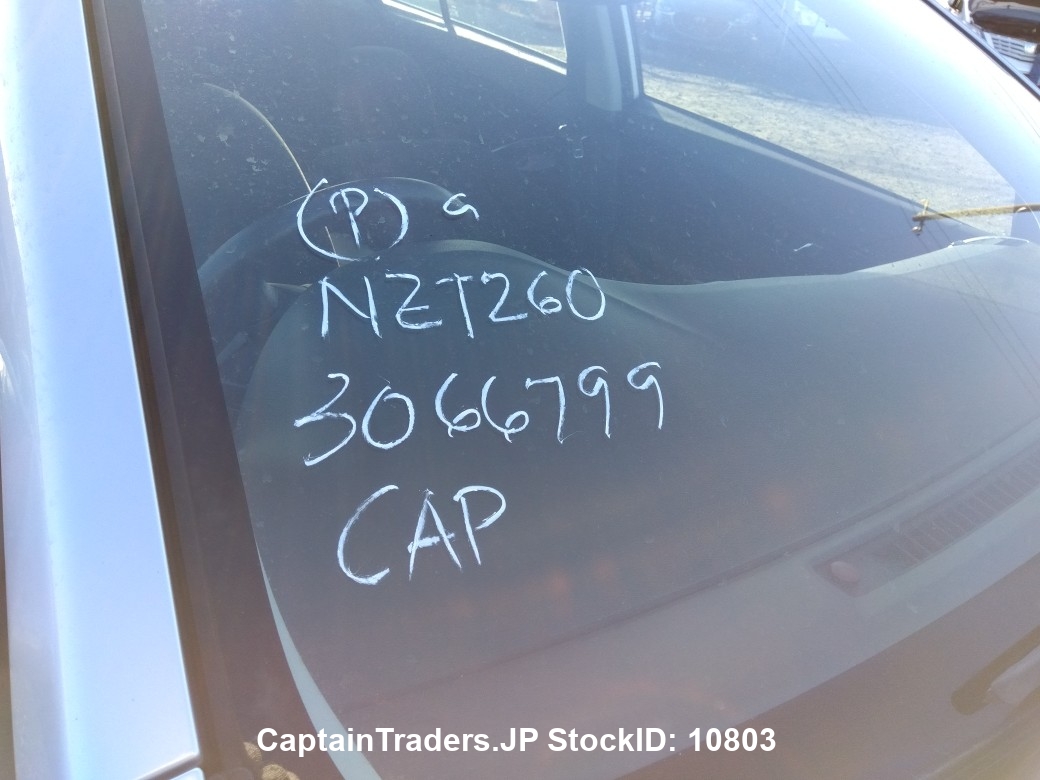 (P) a
NZT260
3066799
CAP
CaptainTraders.JP StockID: 10803